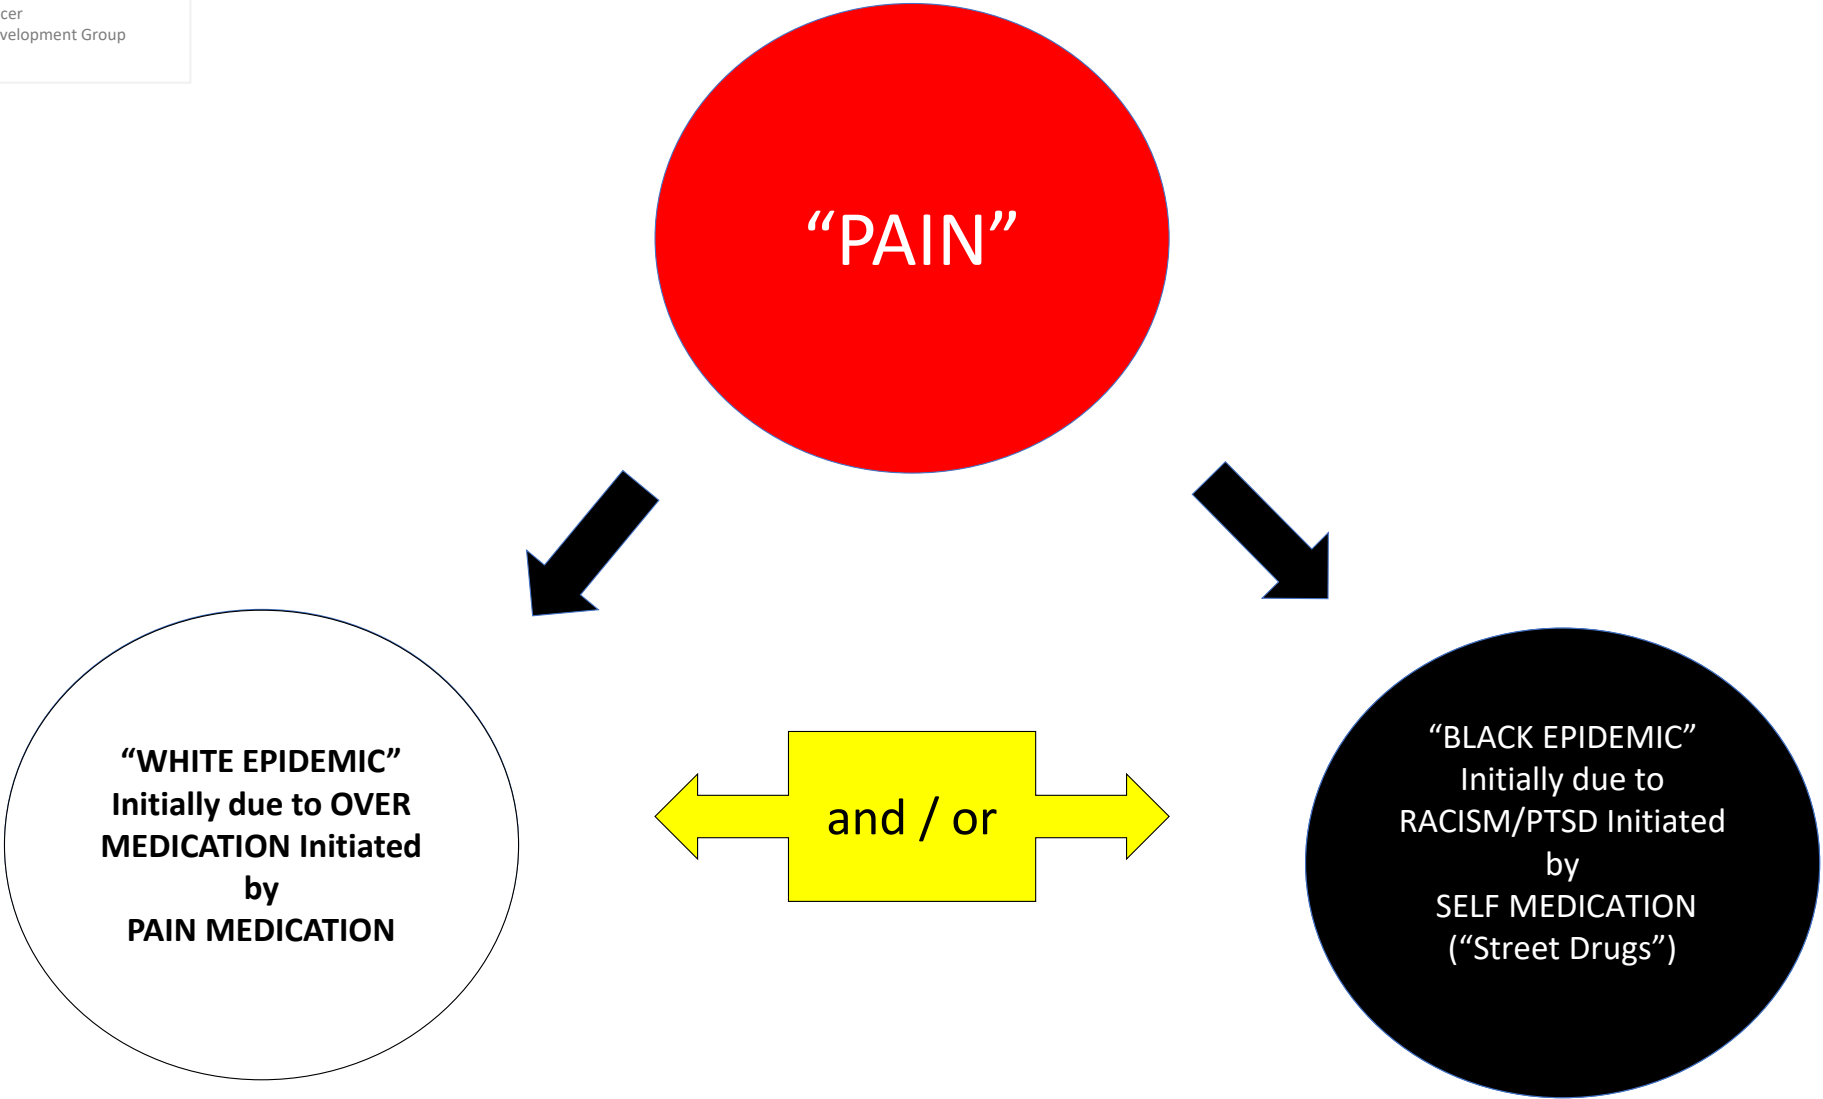 velopment Group
“PAIN”
“WHITE EPIDEMIC”
Initially due to OVER
MEDICATION Initiated
by
PAIN MEDICATION
and / or
“BLACK EPIDEMIC”
Initially due to
RACISM/PTSD Initiated
by
SELF MEDICATION
(“Street Drugs”)